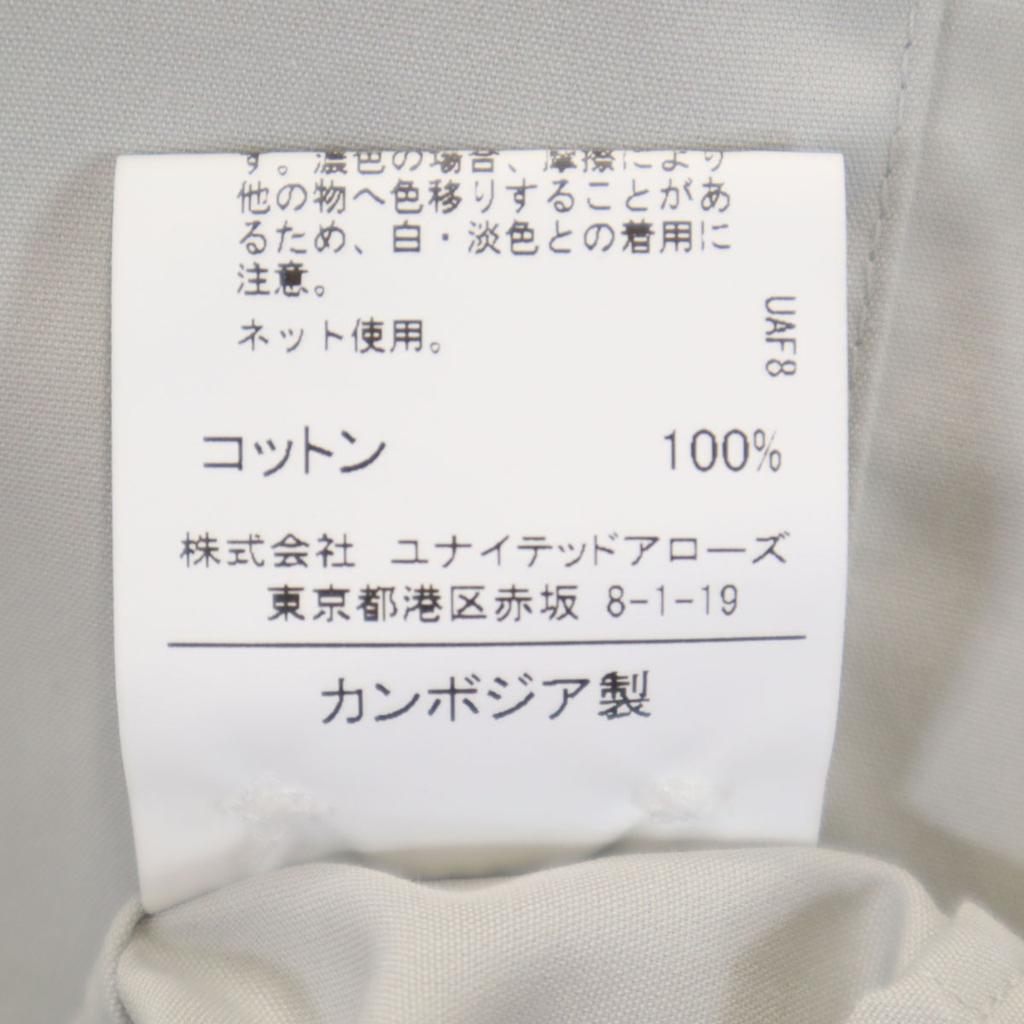 す。濃色の場合、摩擦により
他の物へ色移りすることがあ
るため、白・淡色との着用に
注意。
ネット使用。
UAF8
コットン 100%
株式会社 ユナイテッドアローズ
東京都港区赤坂 8-1-19
カンボジア製